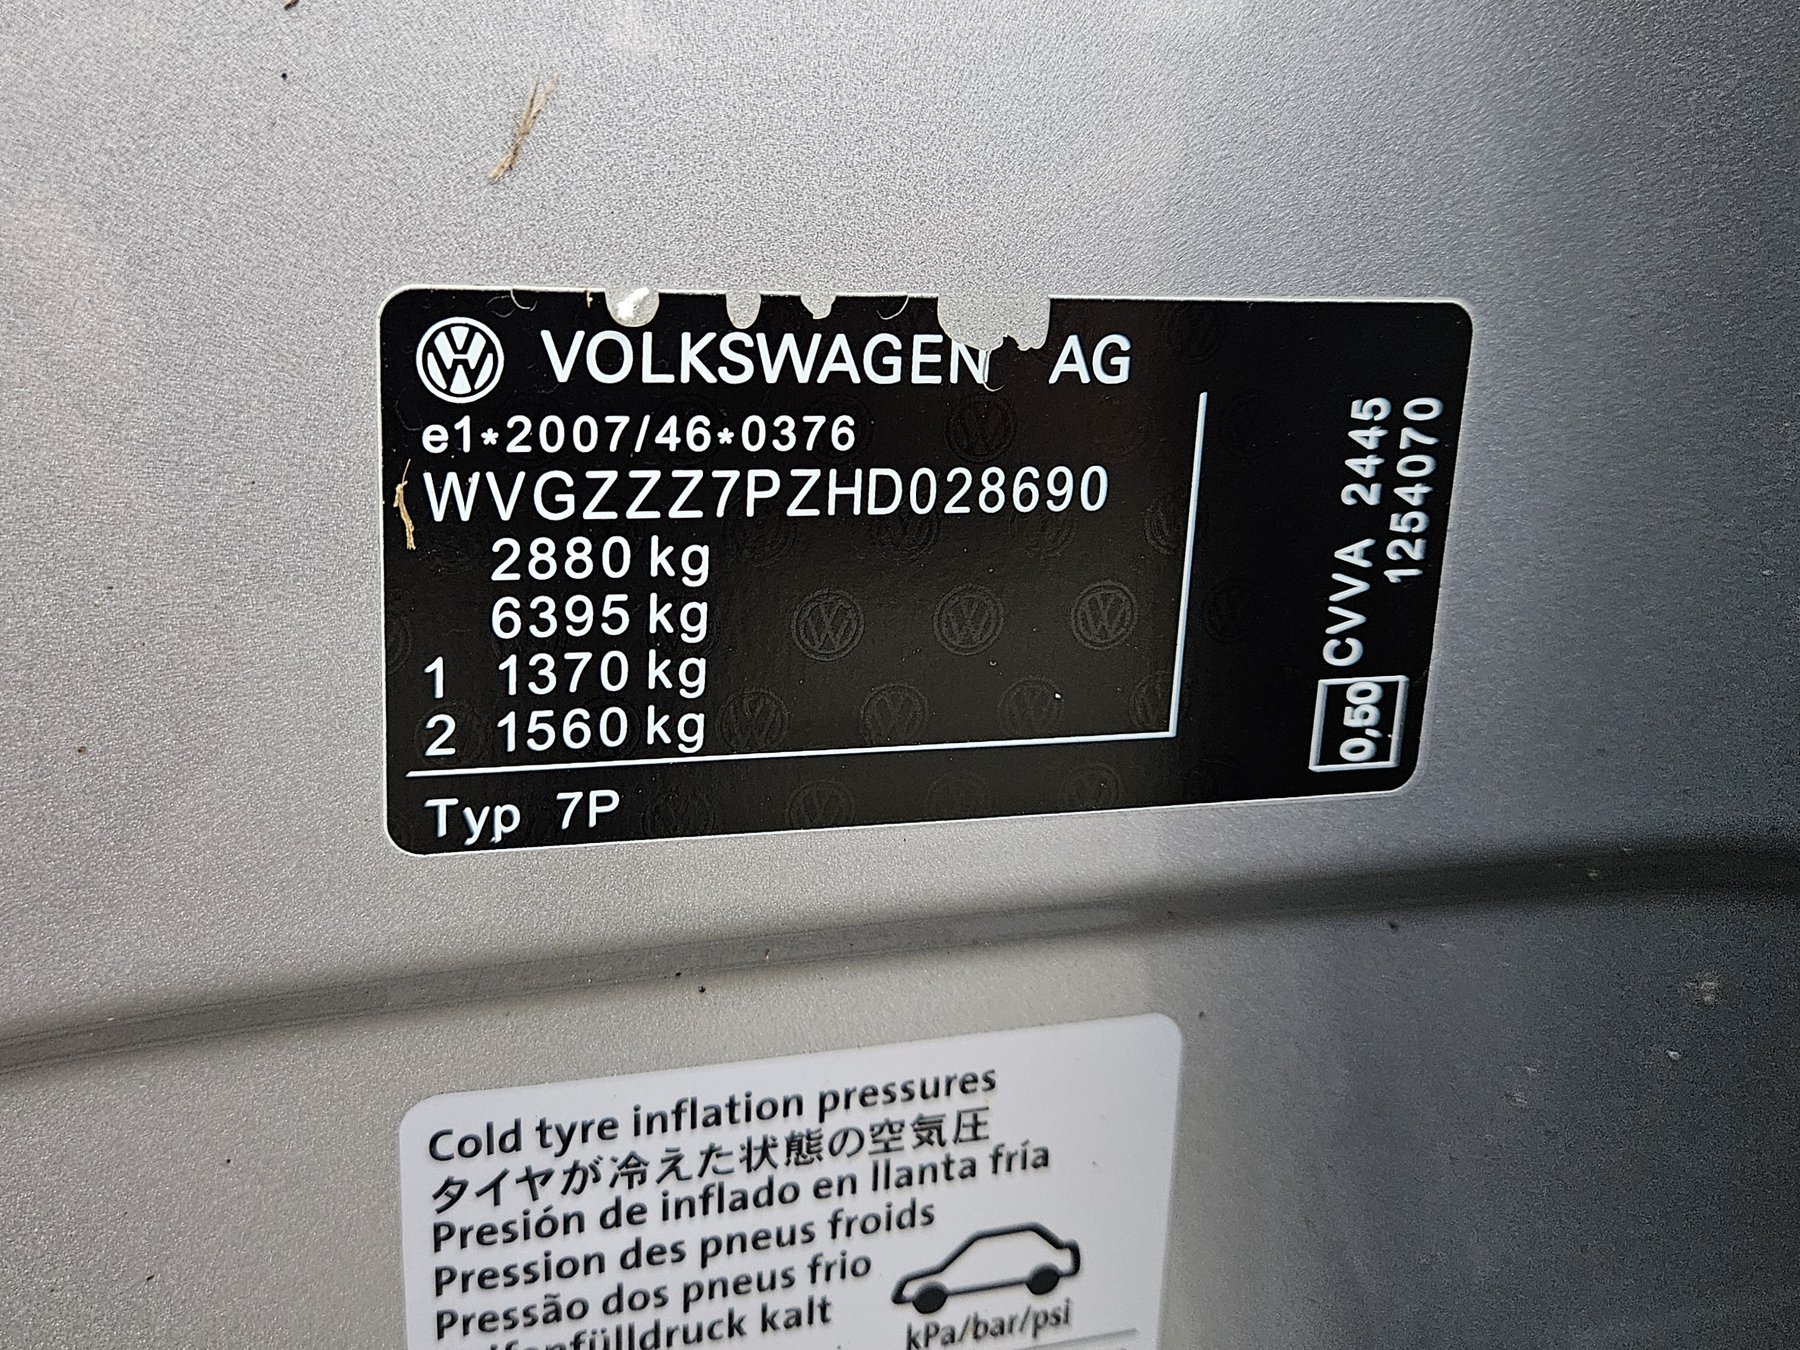 VOLKSWAGEN AG
e1*2007/46*0376
WVGZZZ7PZHD028690
2880 kg
6395 kg
1 1370 kg
2 1560 kg
Typ 7P
0,50 CVVA 2445
1254070
Cold tyre inflation pressures
タイヤが冷えた状態の空気圧
Presión de inflado en llanta fría
Pression des pneus froids
Pressão dos pneus frio
kalt
kPa/bar/psi